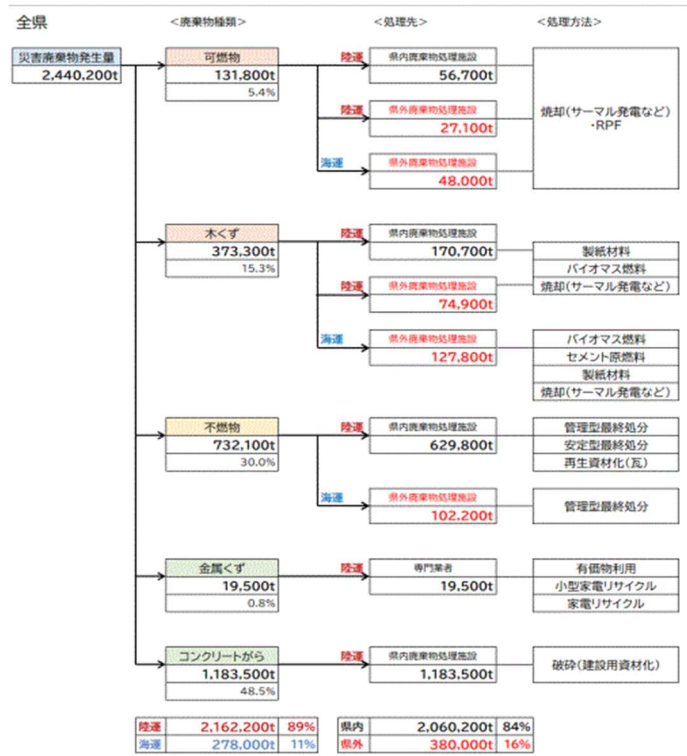 全県
<廃棄物種類>
<処理先>
<処理方法>
災害廃棄物発生量
2,440,200t
可燃物
131,800t
5.4%
陸運
県内廃棄物処理施設
56,700t
陸運
県外廃棄物処理施設
27,100t
海運
県外廃棄物処理施設
48,000t
焼却(サーマル発電など)
・RPF
木くず
373,300t
15.3%
陸運
県内廃棄物処理施設
170,700t
陸運
県外廃棄物処理施設
74,900t
製紙材料
バイオマス燃料
焼却(サーマル発電など)
海運
県外廃棄物処理施設
127,800t
バイオマス燃料
セメント原燃料
製紙材料
焼却(サーマル発電など)
不燃物
732,100t
30.0%
陸運
県内廃棄物処理施設
629,800t
管理型最終処分
安定型最終処分
再生資材化(瓦)
海運
県外廃棄物処理施設
102,200t
管理型最終処分
金属くず
19,500t
0.8%
陸運
専門業者
19,500t
有価物利用
小型家電リサイクル
家電リサイクル
コンクリートがら
1,183,500t
48.5%
陸運
県内廃棄物処理施設
1,183,500t
破砕(建設用資材化)
陸運 2,162,200t 89%
海運 278,000t 11%
県内 2,060,200t 84%
県外 380,000t 16%